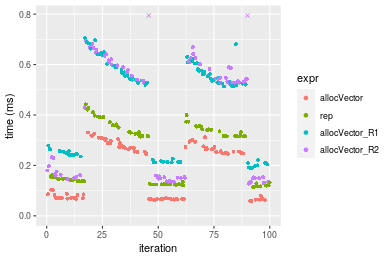 0.8
0.6
0.4
0.2
0.0
time (ms)
0
25
50
75
100
iteration
expr
allocVector
rep
allocVector_R1
allocVector_R2